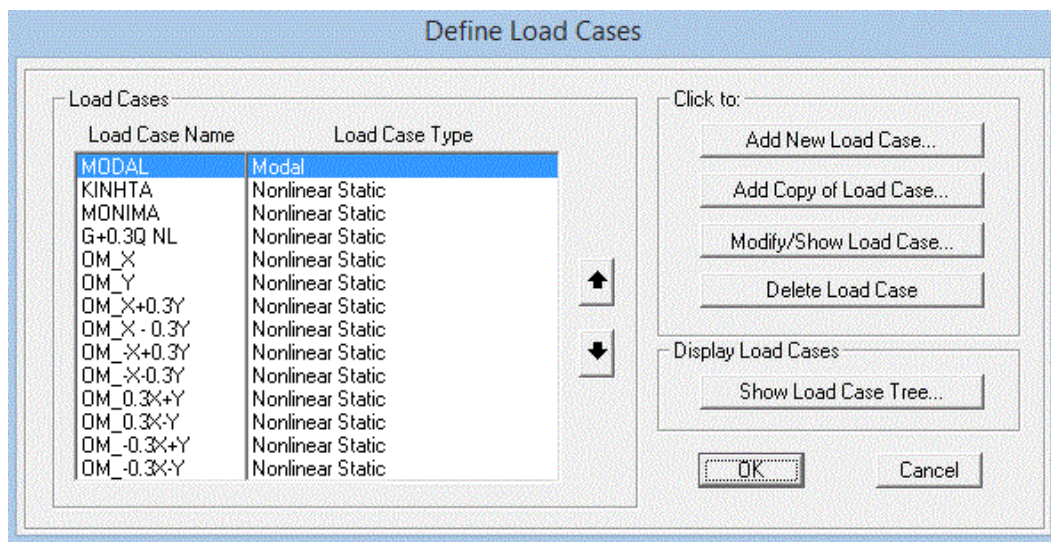 Define Load Cases
Load Cases
Load Case Name Load Case Type
MODAL Modal
KINHTA Nonlinear Static
MONIMA Nonlinear Static
G+0.3Q NL Nonlinear Static
OM_X Nonlinear Static
OM_Y Nonlinear Static
OM_X+0.3Y Nonlinear Static
OM_X - 0.3Y Nonlinear Static
OM_-X+0.3Y Nonlinear Static
OM_-X-0.3Y Nonlinear Static
OM_0.3X+Y Nonlinear Static
OM_0.3X-Y Nonlinear Static
OM_-0.3X+Y Nonlinear Static
OM_-0.3X-Y Nonlinear Static
Click to:
Add New Load Case...
Add Copy of Load Case...
Modify/Show Load Case...
Delete Load Case
Display Load Cases
Show Load Case Tree...
OK Cancel